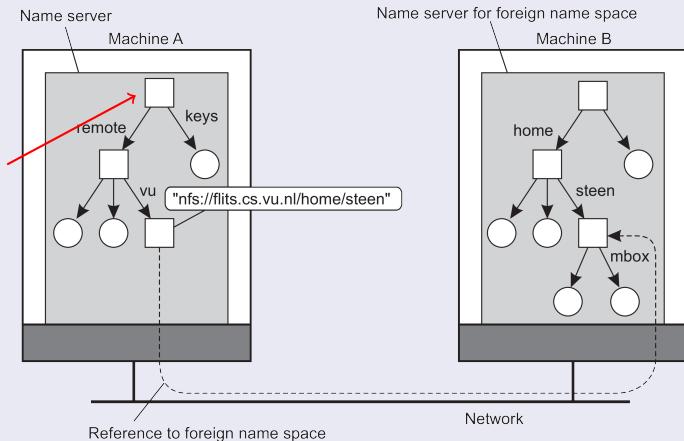 Name server
Name server for foreign name space
Machine A
Machine B
remote
keys
home
vu
"nfs://flits.cs.vu.nl/home/steen"
steen
mbox
Network
Reference to foreign name space